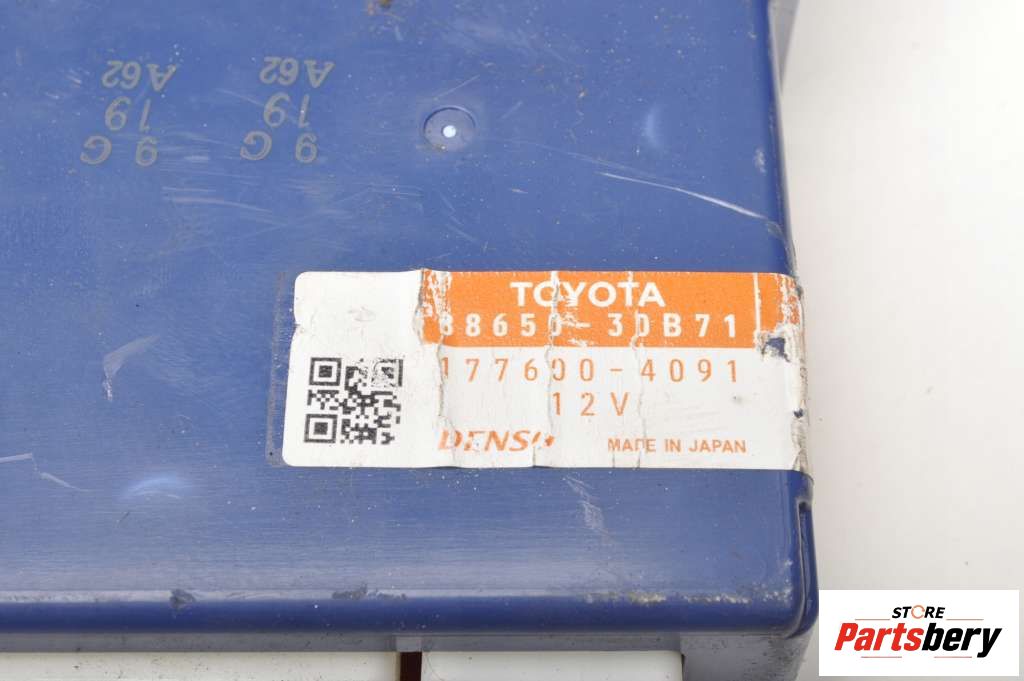 9 G
19
A62
9 G
19
A62
TOYOTA
88650-30B71
177600-4091
12V
DENSO
MADE IN JAPAN
STORE
Partsbery